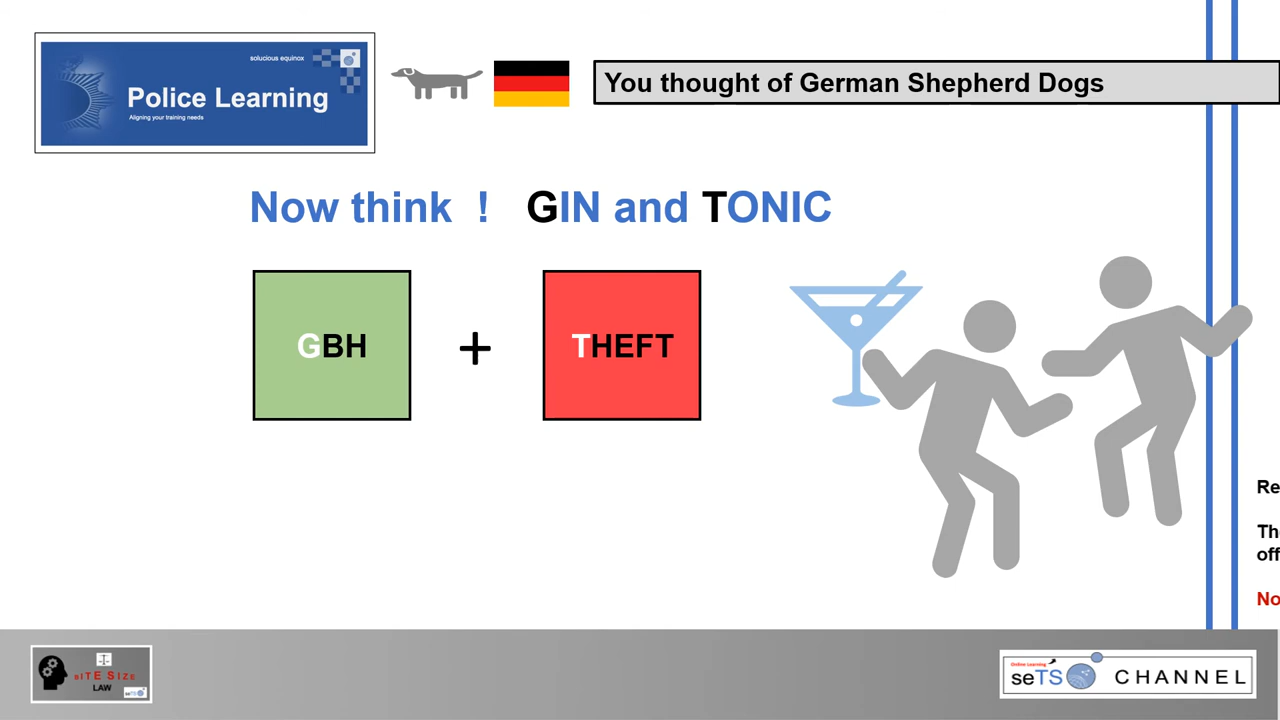 solucious equinox
Police Learning
Aligning your training needs
You thought of German Shepherd Dogs
Now think ! GIN and TONIC
GBH
+
THEFT
Re
Th
off
No
siTE SIze
LAW
seTS
Online Learning
seTS CHANNEL